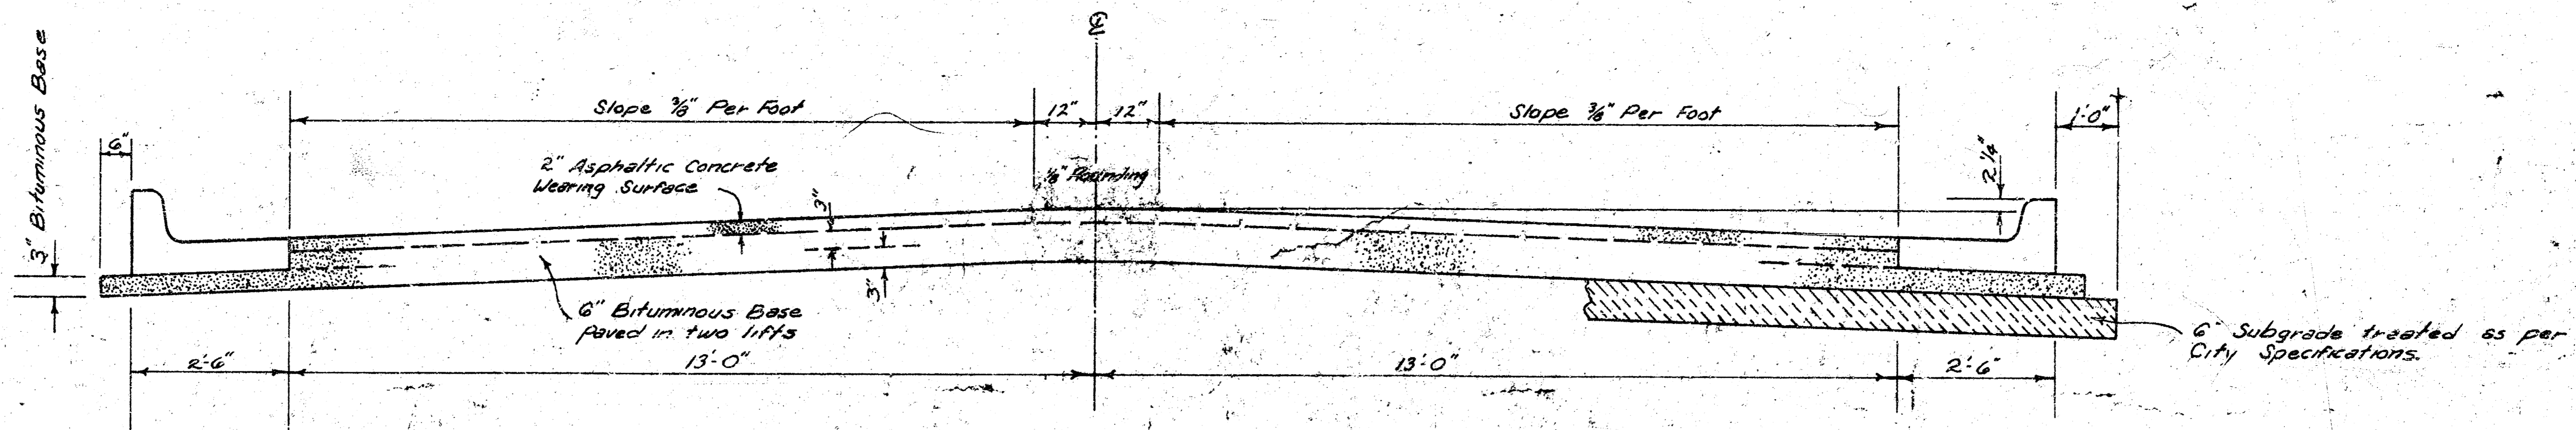 ℄
3" Bituminous Base
Slope 3/8" Per Foot
12"
12"
Slope 3/8" Per Foot
1'-0"
6"
2" Asphaltic Concrete
Wearing Surface
1/8" Rounding
2 1/4"
3"
3"
6" Bituminous Base
paved in two lifts
6" Subgrade treated as per
City Specifications.
2'-6"
13'-0"
13'-0"
2'-6"